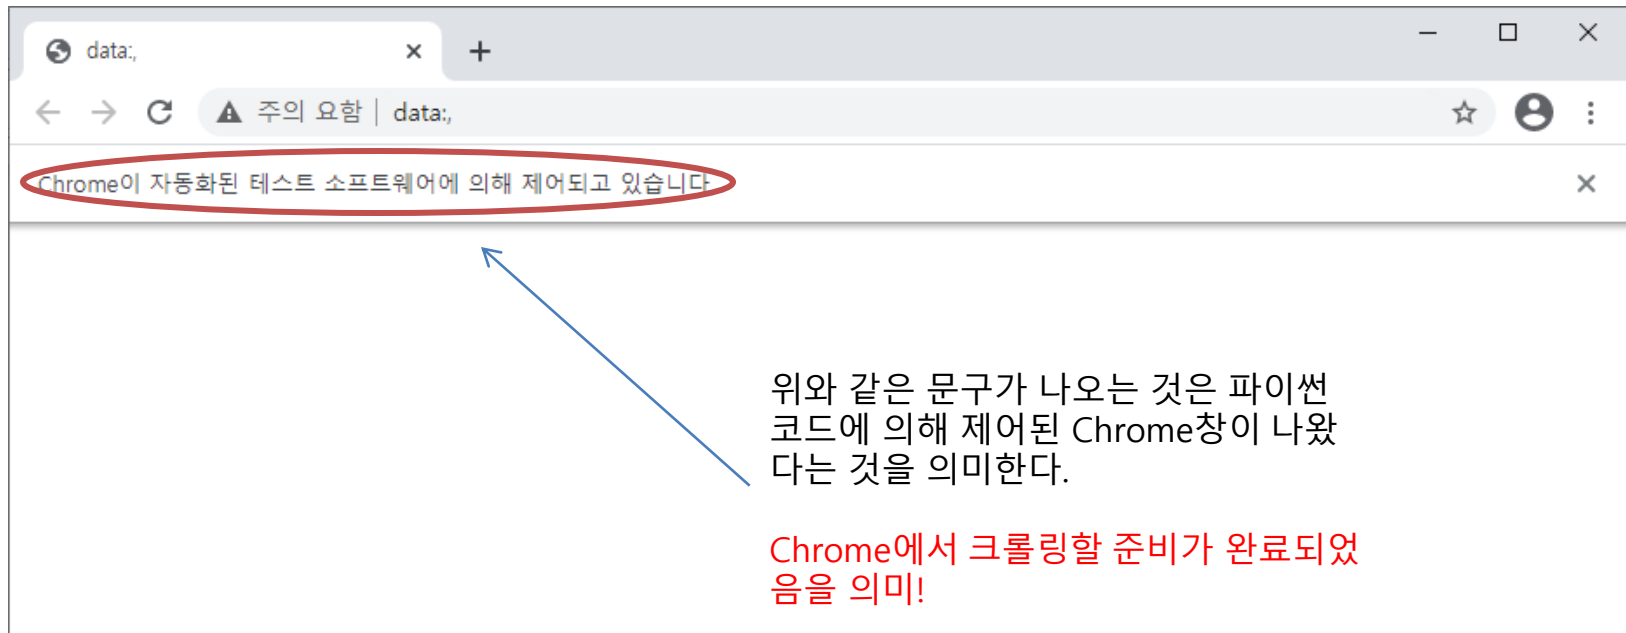 data:,
주의 요함 | data:,
Chrome이 자동화된 테스트 소프트웨어에 의해 제어되고 있습니다
위와 같은 문구가 나오는 것은 파이썬
코드에 의해 제어된 Chrome창이 나왔
다는 것을 의미한다.
Chrome에서 크롤링할 준비가 완료되었
음을 의미!